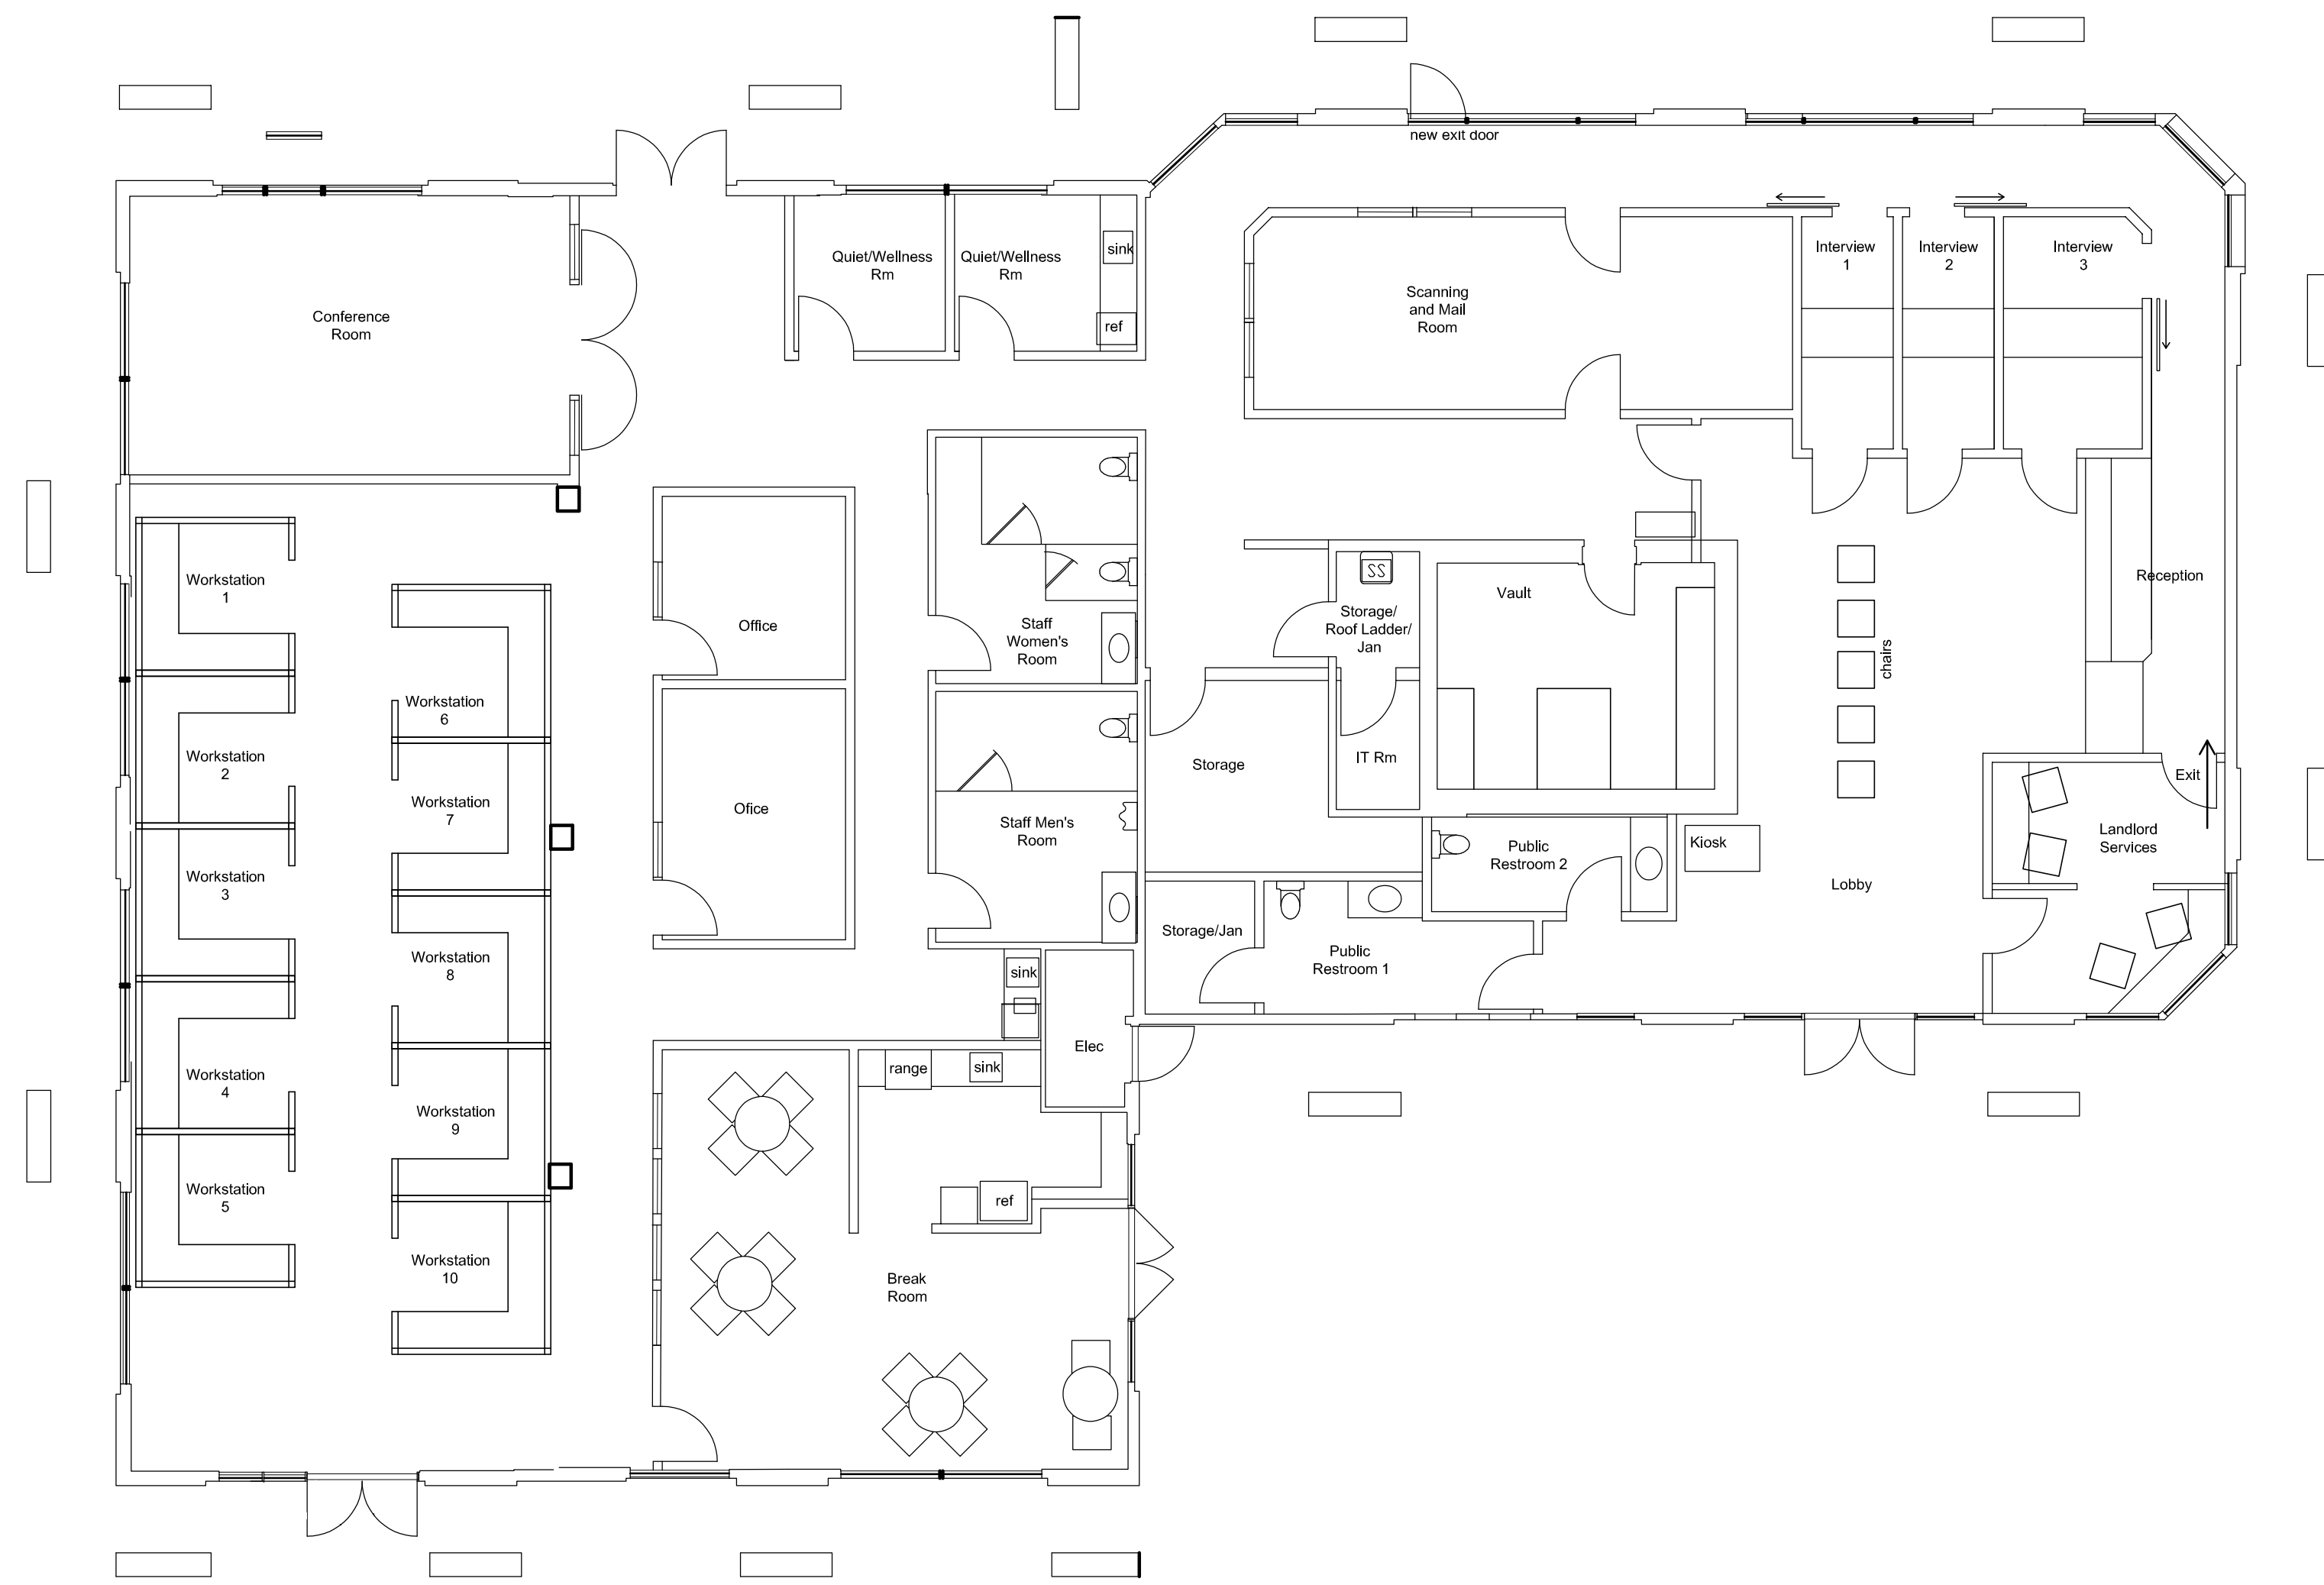 new exit door
Conference
Room
Quiet/Wellness
Rm
Quiet/Wellness
Rm
sink
ref
Scanning
and Mail
Room
Interview
1
Interview
2
Interview
3
Workstation
1
Workstation
2
Workstation
3
Workstation
4
Workstation
5
Workstation
6
Workstation
7
Workstation
8
Workstation
9
Workstation
10
Office
Ofice
Staff
Women's
Room
Staff Men's
Room
Storage/
Roof Ladder/
Jan
SS
Vault
IT Rm
Storage
chairs
Reception
Exit
Landlord
Services
Kiosk
Lobby
Public
Restroom 2
Storage/Jan
Public
Restroom 1
sink
Elec
range
sink
ref
Break
Room